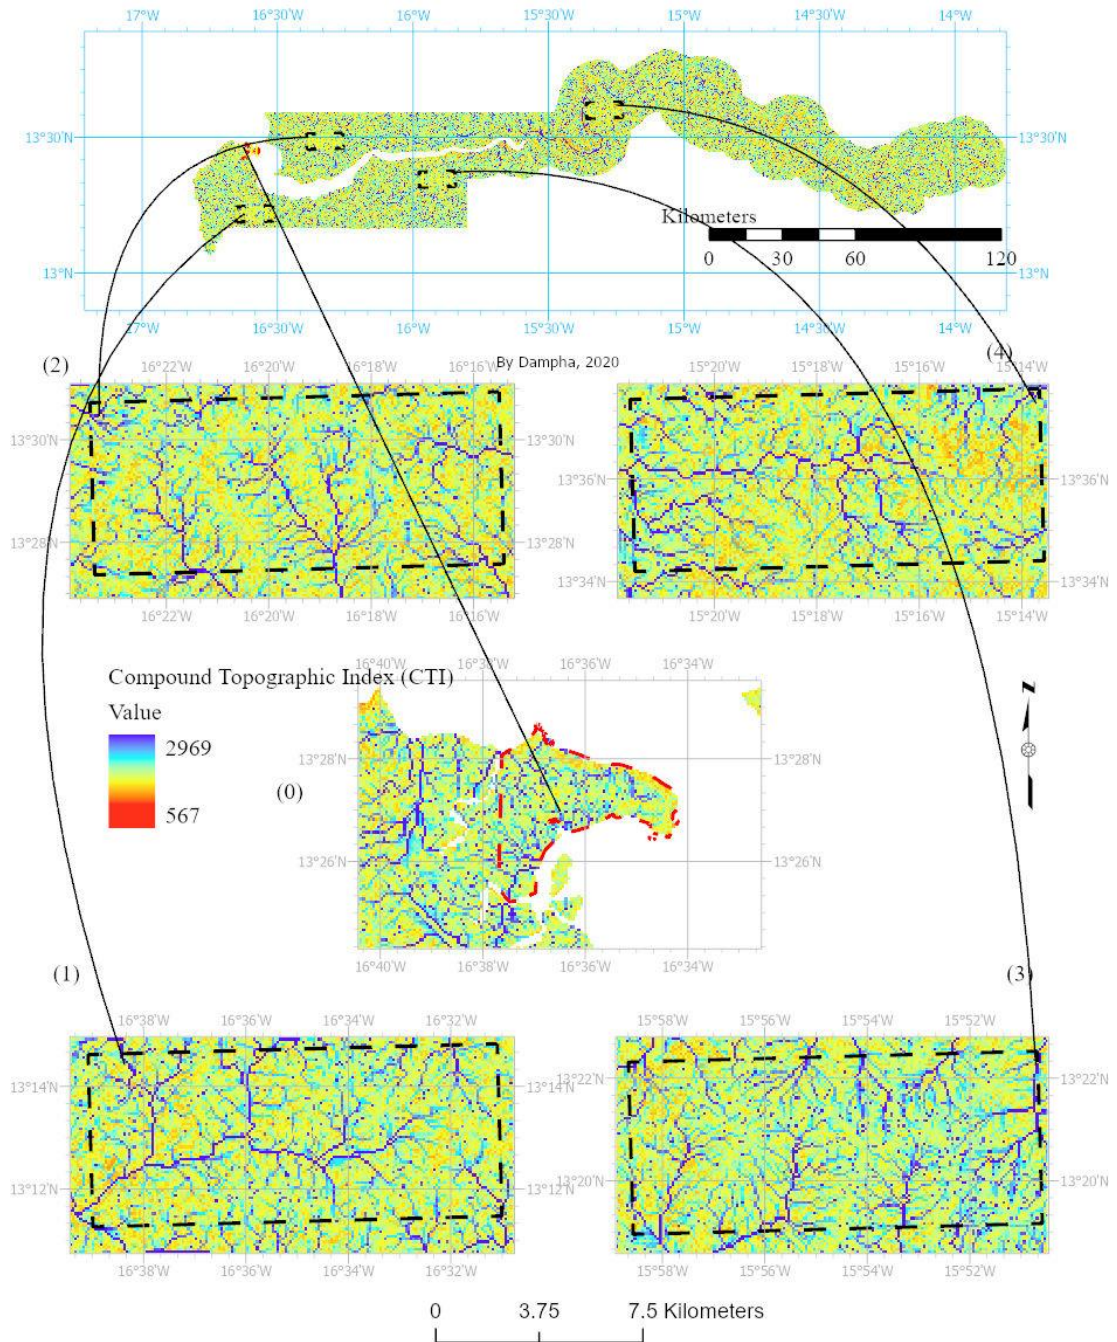 17°W 16°30'W 16°W 15°30'W 15°W 14°30'W 14°W
13°30'N 13°30'N
Kilometers
0 30 60 120
13°N 13°N
17°W 16°30'W 16°W 15°30'W 15°W 14°30'W 14°W
By Dampha, 2020
(2) (4)
16°22'W 16°20'W 16°18'W 16°16'W 15°20'W 15°18'W 15°16'W 15°14'W
13°30'N 13°30'N
13°36'N 13°36'N
13°28'N 13°28'N
13°34'N 13°34'N
16°22'W 16°20'W 16°18'W 16°16'W 15°20'W 15°18'W 15°16'W 15°14'W
16°40'W 16°38'W 16°36'W 16°34'W
Compound Topographic Index (CTI)
Value
2969
567
(0)
N
13°28'N 13°28'N
13°26'N 13°26'N
16°40'W 16°38'W 16°36'W 16°34'W
(1) (3)
16°38'W 16°36'W 16°34'W 16°32'W 15°58'W 15°56'W 15°54'W 15°52'W
13°14'N 13°14'N 13°22'N 13°22'N
13°12'N 13°12'N 13°20'N 13°20'N
16°38'W 16°36'W 16°34'W 16°32'W 15°58'W 15°56'W 15°54'W 15°52'W
0 3.75 7.5 Kilometers